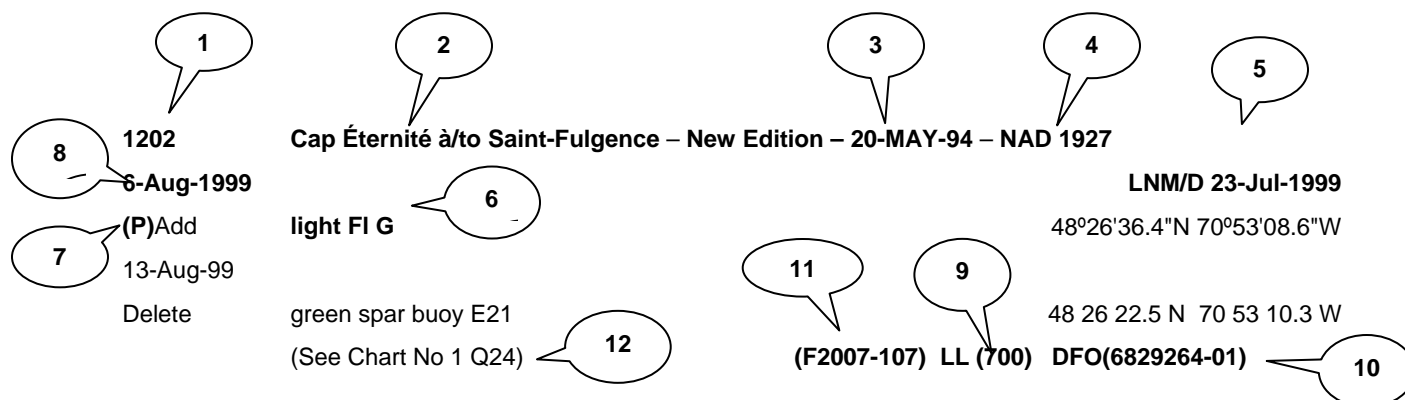 1 2 3 4 5
1202 Cap Éternité à/to Saint-Fulgence – New Edition – 20-MAY-94 – NAD 1927
8 6-Aug-1999 LNM/D 23-Jul-1999
6
(P)Add light Fl G 48º26'36.4"N 70º53'08.6"W
7 13-Aug-99 11 9
Delete green spar buoy E21 48 26 22.5 N 70 53 10.3 W
(See Chart No 1 Q24) 12 (F2007-107) LL (700) DFO(6829264-01) 10